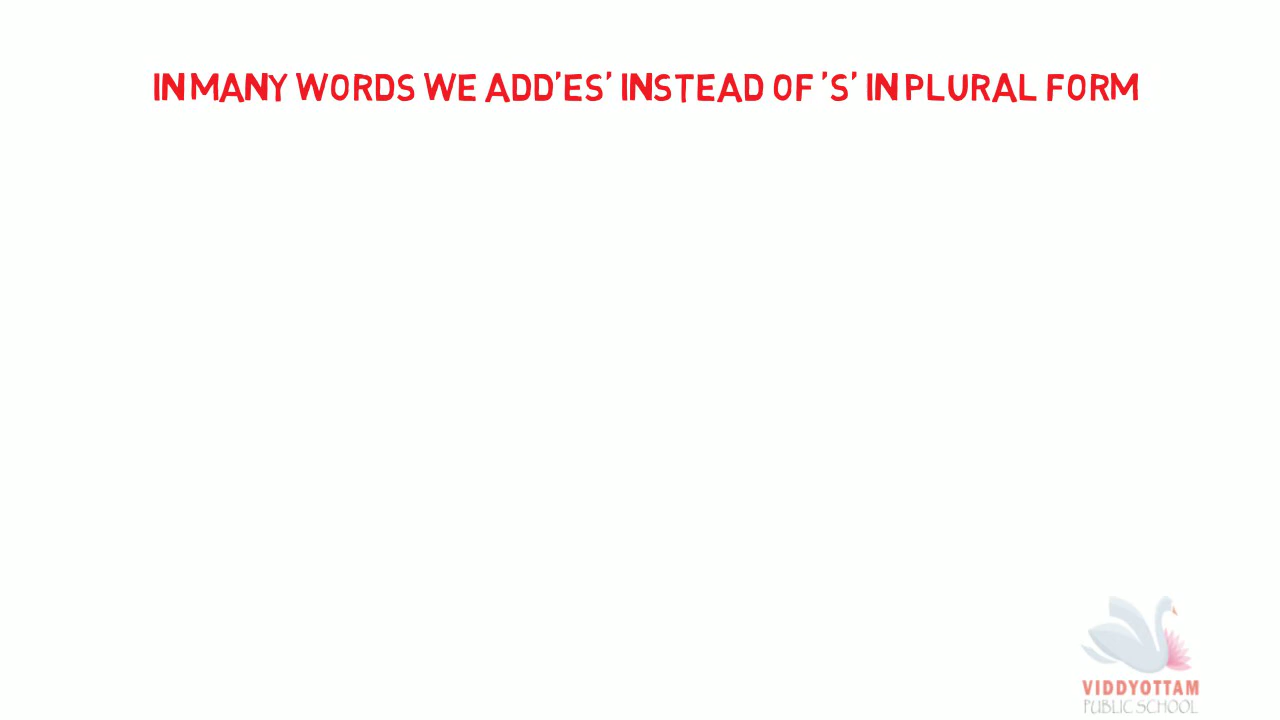 IN MANY WORDS WE ADD'ES' INSTEAD OF 'S' IN PLURAL FORM
VIDDYOTTAM
PUBLIC SCHOOL